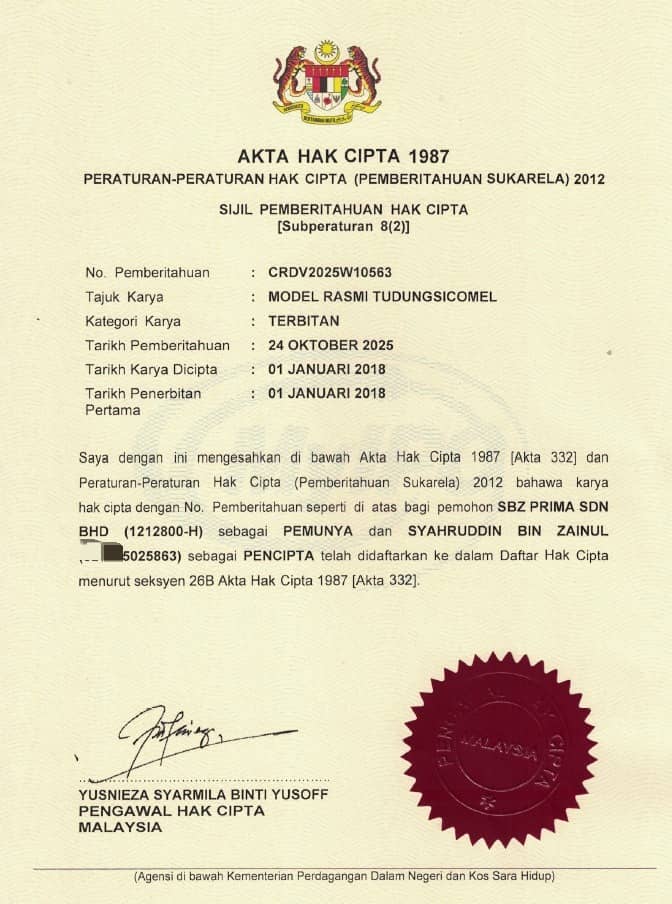 AKTA HAK CIPTA 1987
PERATURAN-PERATURAN HAK CIPTA (PEMBERITAHUAN SUKARELA) 2012
SIJIL PEMBERITAHUAN HAK CIPTA
[Subperaturan 8(2)]
No. Pemberitahuan : CRDV2025W10563
Tajuk Karya : MODEL RASMI TUDUNGSICOMEL
Kategori Karya : TERBITAN
Tarikh Pemberitahuan : 24 OKTOBER 2025
Tarikh Karya Dicipta : 01 JANUARI 2018
Tarikh Penerbitan : 01 JANUARI 2018
Pertama
Saya dengan ini mengesahkan di bawah Akta Hak Cipta 1987 [Akta 332] dan
Peraturan-Peraturan Hak Cipta (Pemberitahuan Sukarela) 2012 bahawa karya
hak cipta dengan No. Pemberitahuan seperti di atas bagi pemohon SBZ PRIMA SDN
BHD (1212800-H) sebagai PEMUNYA dan SYAHRUDDIN BIN ZAINUL
5025863) sebagai PENCIPTA telah didaftarkan ke dalam Daftar Hak Cipta
menurut seksyen 26B Akta Hak Cipta 1987 [Akta 332].
MALAYSIA
CIPTA
YUSNIEZA SYARMILA BINTI YUSOFF
PENGAWAL HAK CIPTA
MALAYSIA
(Agensi di bawah Kementerian Perdagangan Dalam Negeri dan Kos Sara Hidup)